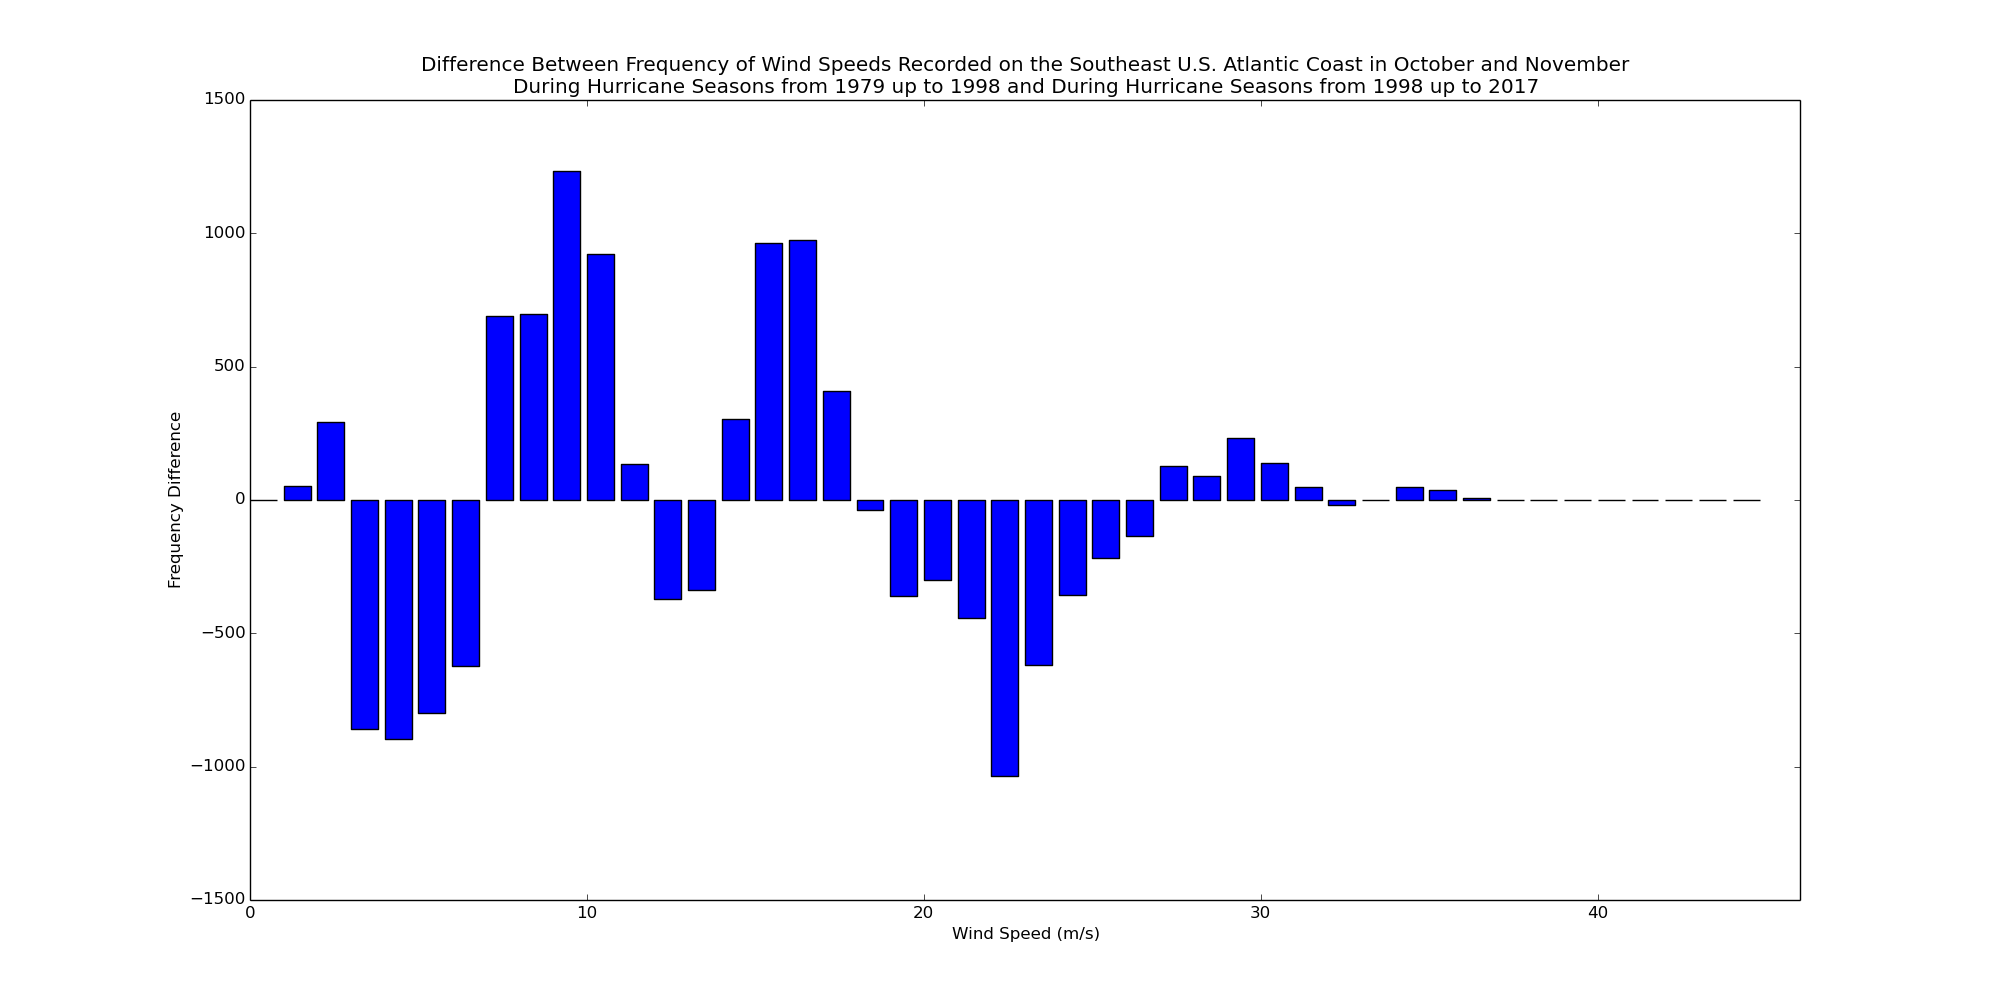 Difference Between Frequency of Wind Speeds Recorded on the Southeast U.S. Atlantic Coast in October and November
During Hurricane Seasons from 1979 up to 1998 and During Hurricane Seasons from 1998 up to 2017
1500
1000
500
0
−500
−1000
−1500
Frequency Difference
0 10 20 30 40
Wind Speed (m/s)